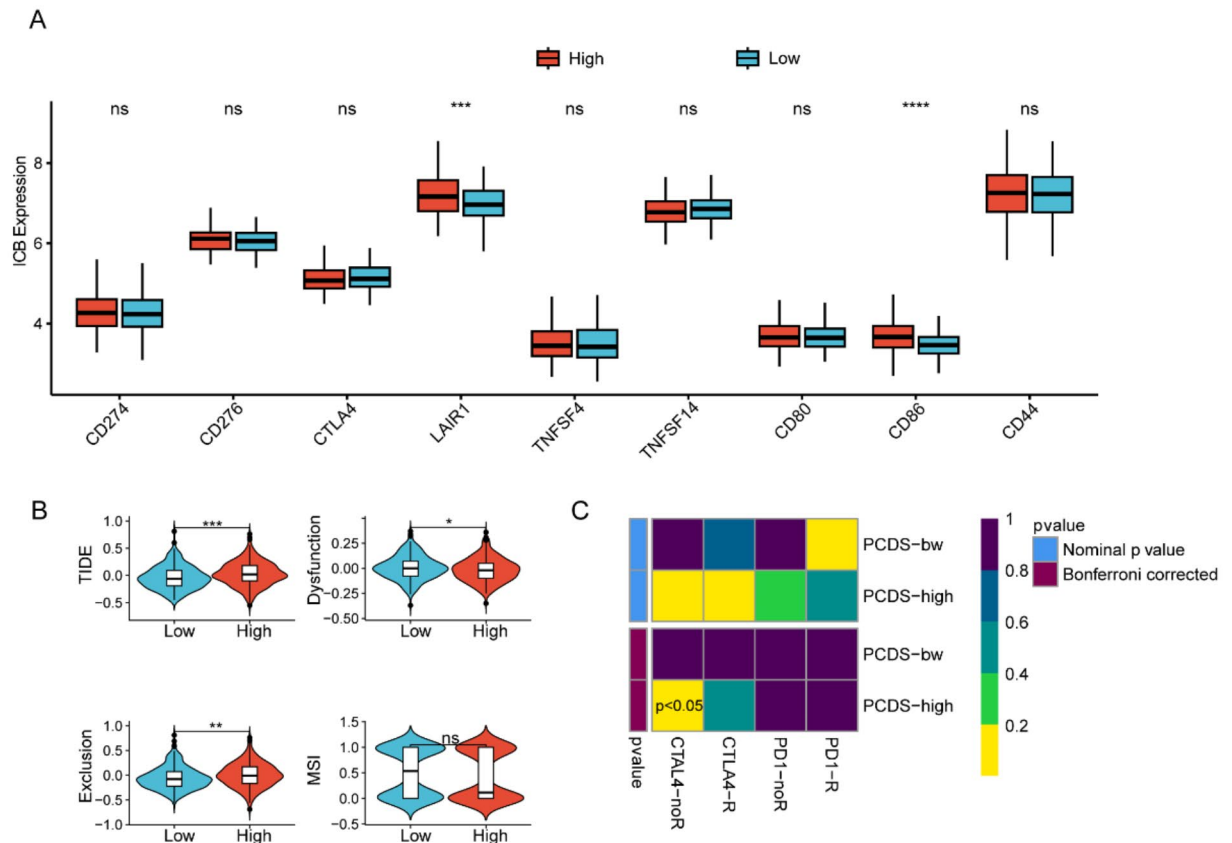 A
High Low
ns ns ns *** ns ns ns **** ns
ICB Expression
8
6
4
CD274 CD276 CTLA4 LAIR1 TNFSF4 TNFSF14 CD80 CD86 CD44
B
TIDE
1.0
0.5
0.0
−0.5
***
Low High
Dysfunction
0.25
0.00
−0.25
−0.50
*
Low High
Exclusion
1.0
0.5
0.0
−0.5
−1.0
**
Low High
MSI
1.5
1.0
0.5
0.0
−0.5
ns
Low High
C
PCDS−bw
PCDS−high
PCDS−bw
p<0.05 PCDS−high
pvalue CTAL4−noR CTLA4−R PD1−noR PD1−R
1
0.8
0.6
0.4
0.2
pvalue
Nominal p value
Bonferroni corrected